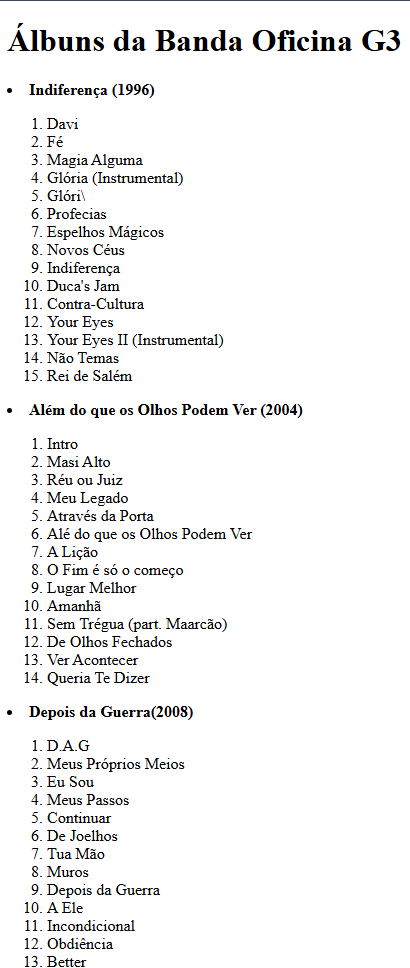 Álbuns da Banda Oficina G3
• Indiferença (1996)
1. Davi
2. Fé
3. Magia Alguma
4. Glória (Instrumental)
5. Glóri\
6. Profecias
7. Espelhos Mágicos
8. Novos Céus
9. Indiferença
10. Duca's Jam
11. Contra-Cultura
12. Your Eyes
13. Your Eyes II (Instrumental)
14. Não Temas
15. Rei de Salém
• Além do que os Olhos Podem Ver (2004)
1. Intro
2. Masi Alto
3. Réu ou Juiz
4. Meu Legado
5. Através da Porta
6. Alé do que os Olhos Podem Ver
7. A Lição
8. O Fim é só o começo
9. Lugar Melhor
10. Amanhã
11. Sem Trégua (part. Maarcão)
12. De Olhos Fechados
13. Ver Acontecer
14. Queria Te Dizer
• Depois da Guerra(2008)
1. D.A.G
2. Meus Próprios Meios
3. Eu Sou
4. Meus Passos
5. Continuar
6. De Joelhos
7. Tua Mão
8. Muros
9. Depois da Guerra
10. A Ele
11. Incondicional
12. Obdiência
13. Better